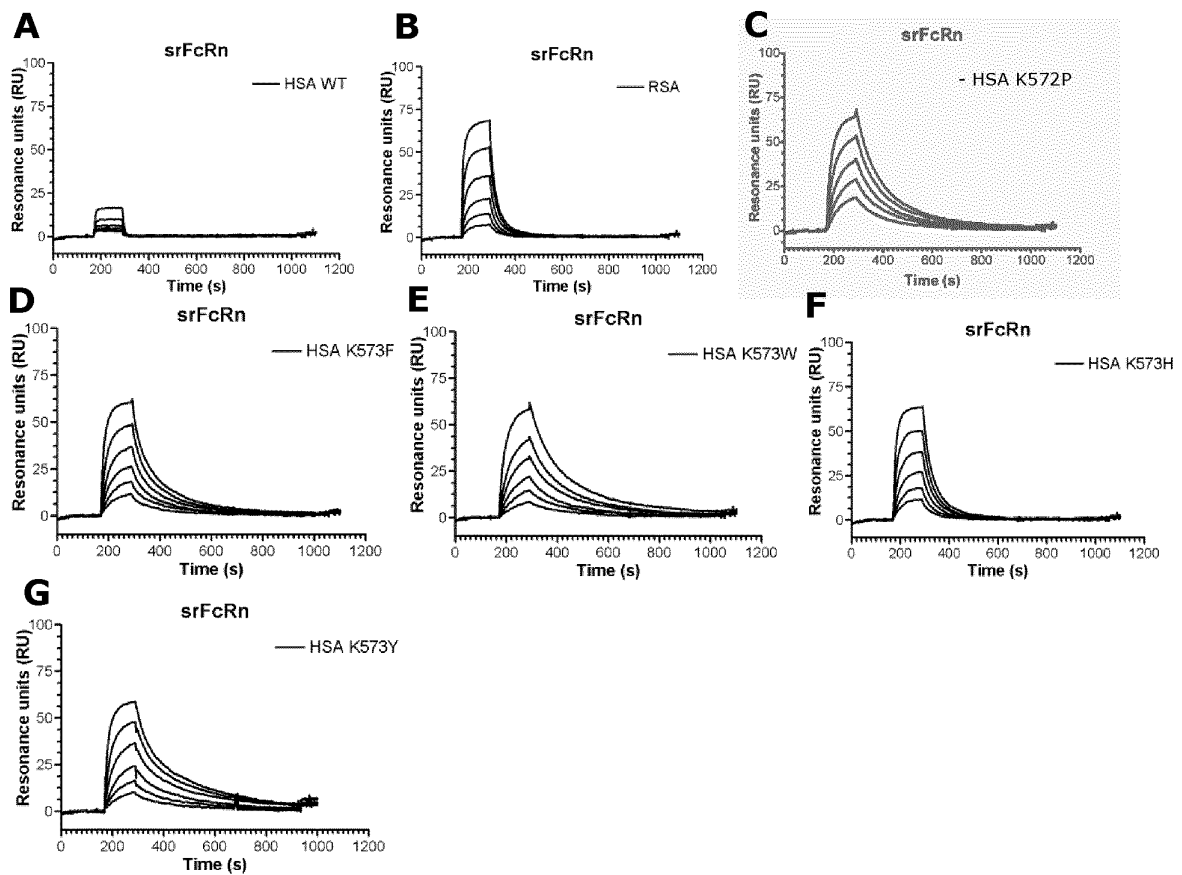 A
srFcRn
HSA WT
Resonance units (RU)
100
75
50
25
0
0 200 400 600 800 1000 1200
Time (s)
B
srFcRn
RSA
Resonance units (RU)
100
75
50
25
0
0 200 400 600 800 1000 1200
Time (s)
C
srFcRn
- HSA K572P
Resonance units (RU)
100
75
50
25
0
0 200 400 600 800 1000 1200
Time (s)
D
srFcRn
HSA K573F
Resonance units (RU)
100
75
50
25
0
0 200 400 600 800 1000 1200
Time (s)
E
srFcRn
HSA K573W
Resonance units (RU)
100
75
50
25
0
0 200 400 600 800 1000 1200
Time (s)
F
srFcRn
HSA K573H
Resonance units (RU)
100
75
50
25
0
0 200 400 600 800 1000 1200
Time (s)
G
srFcRn
HSA K573Y
Resonance units (RU)
100
75
50
25
0
0 200 400 600 800 1000 1200
Time (s)